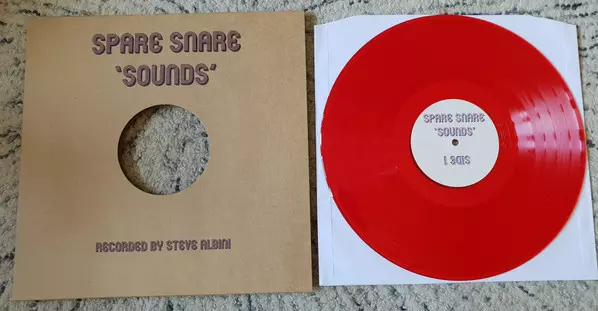 SPARE SNARE
'SOUNDS'
RECORDED BY STEVE ALBINI
SPARE SNARE
'SOUNDS'
SIDE 1